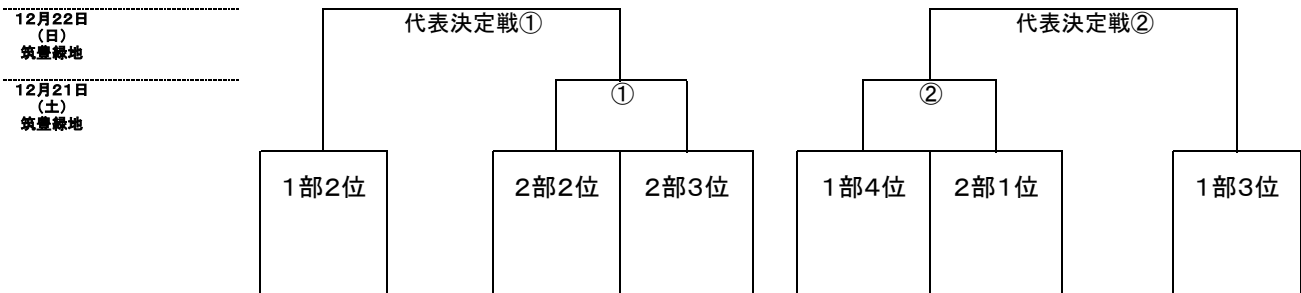 12月22日
（日）
筑豊緑地
代表決定戦①
代表決定戦②
12月21日
（土）
筑豊緑地
①
②
1部2位
2部2位
2部3位
1部4位
2部1位
1部3位